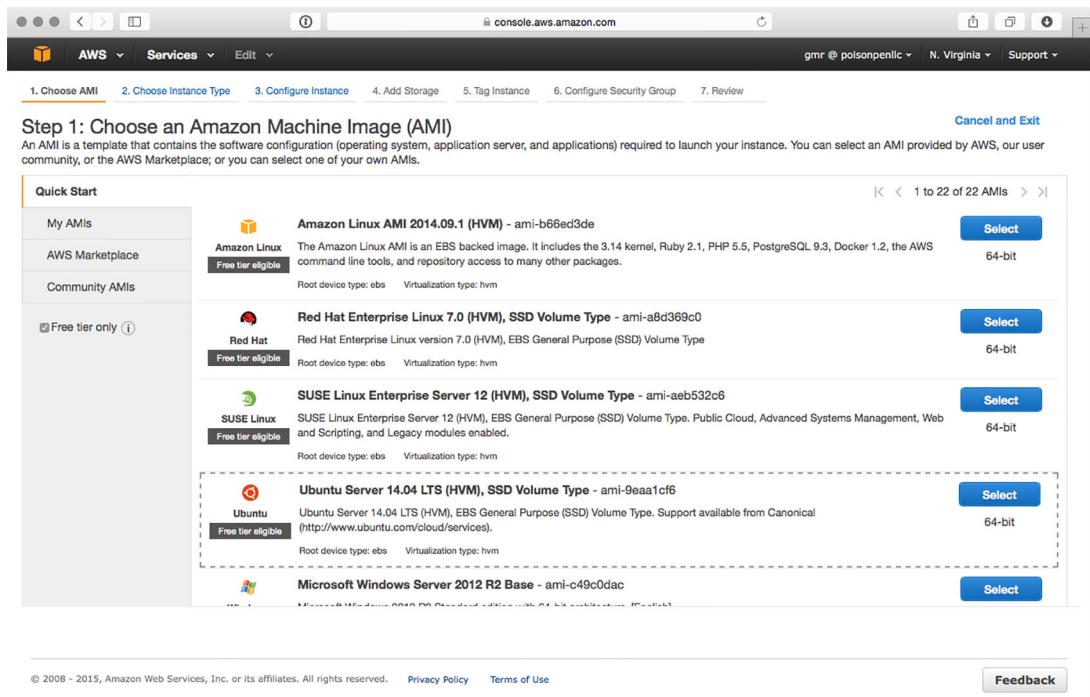 console.aws.amazon.com
AWS Services Edit gmr @ poisonpenllc N. Virginia Support
1. Choose AMI 2. Choose Instance Type 3. Configure Instance 4. Add Storage 5. Tag Instance 6. Configure Security Group 7. Review
Step 1: Choose an Amazon Machine Image (AMI)
Cancel and Exit
An AMI is a template that contains the software configuration (operating system, application server, and applications) required to launch your instance. You can select an AMI provided by AWS, our user
community, or the AWS Marketplace; or you can select one of your own AMIs.
Quick Start
My AMIs
AWS Marketplace
Community AMIs
Free tier only
1 to 22 of 22 AMIs
Amazon Linux
Free tier eligible
Amazon Linux AMI 2014.09.1 (HVM) - ami-b66ed3de
The Amazon Linux AMI is an EBS backed image. It includes the 3.14 kernel, Ruby 2.1, PHP 5.5, PostgreSQL 9.3, Docker 1.2, the AWS
command line tools, and repository access to many other packages.
Root device type: ebs Virtualization type: hvm
Select
64-bit
Red Hat
Free tier eligible
Red Hat Enterprise Linux 7.0 (HVM), SSD Volume Type - ami-a8d369c0
Red Hat Enterprise Linux version 7.0 (HVM), EBS General Purpose (SSD) Volume Type
Root device type: ebs Virtualization type: hvm
Select
64-bit
SUSE Linux
Free tier eligible
SUSE Linux Enterprise Server 12 (HVM), SSD Volume Type - ami-aeb532c6
SUSE Linux Enterprise Server 12 (HVM), EBS General Purpose (SSD) Volume Type. Public Cloud, Advanced Systems Management, Web
and Scripting, and Legacy modules enabled.
Root device type: ebs Virtualization type: hvm
Select
64-bit
Ubuntu
Free tier eligible
Ubuntu Server 14.04 LTS (HVM), SSD Volume Type - ami-9eaa1cf6
Ubuntu Server 14.04 LTS (HVM), EBS General Purpose (SSD) Volume Type. Support available from Canonical
(http://www.ubuntu.com/cloud/services).
Root device type: ebs Virtualization type: hvm
Select
64-bit
Microsoft Windows Server 2012 R2 Base - ami-c49c0dac
Select
© 2008 - 2015, Amazon Web Services, Inc. or its affiliates. All rights reserved. Privacy Policy Terms of Use
Feedback